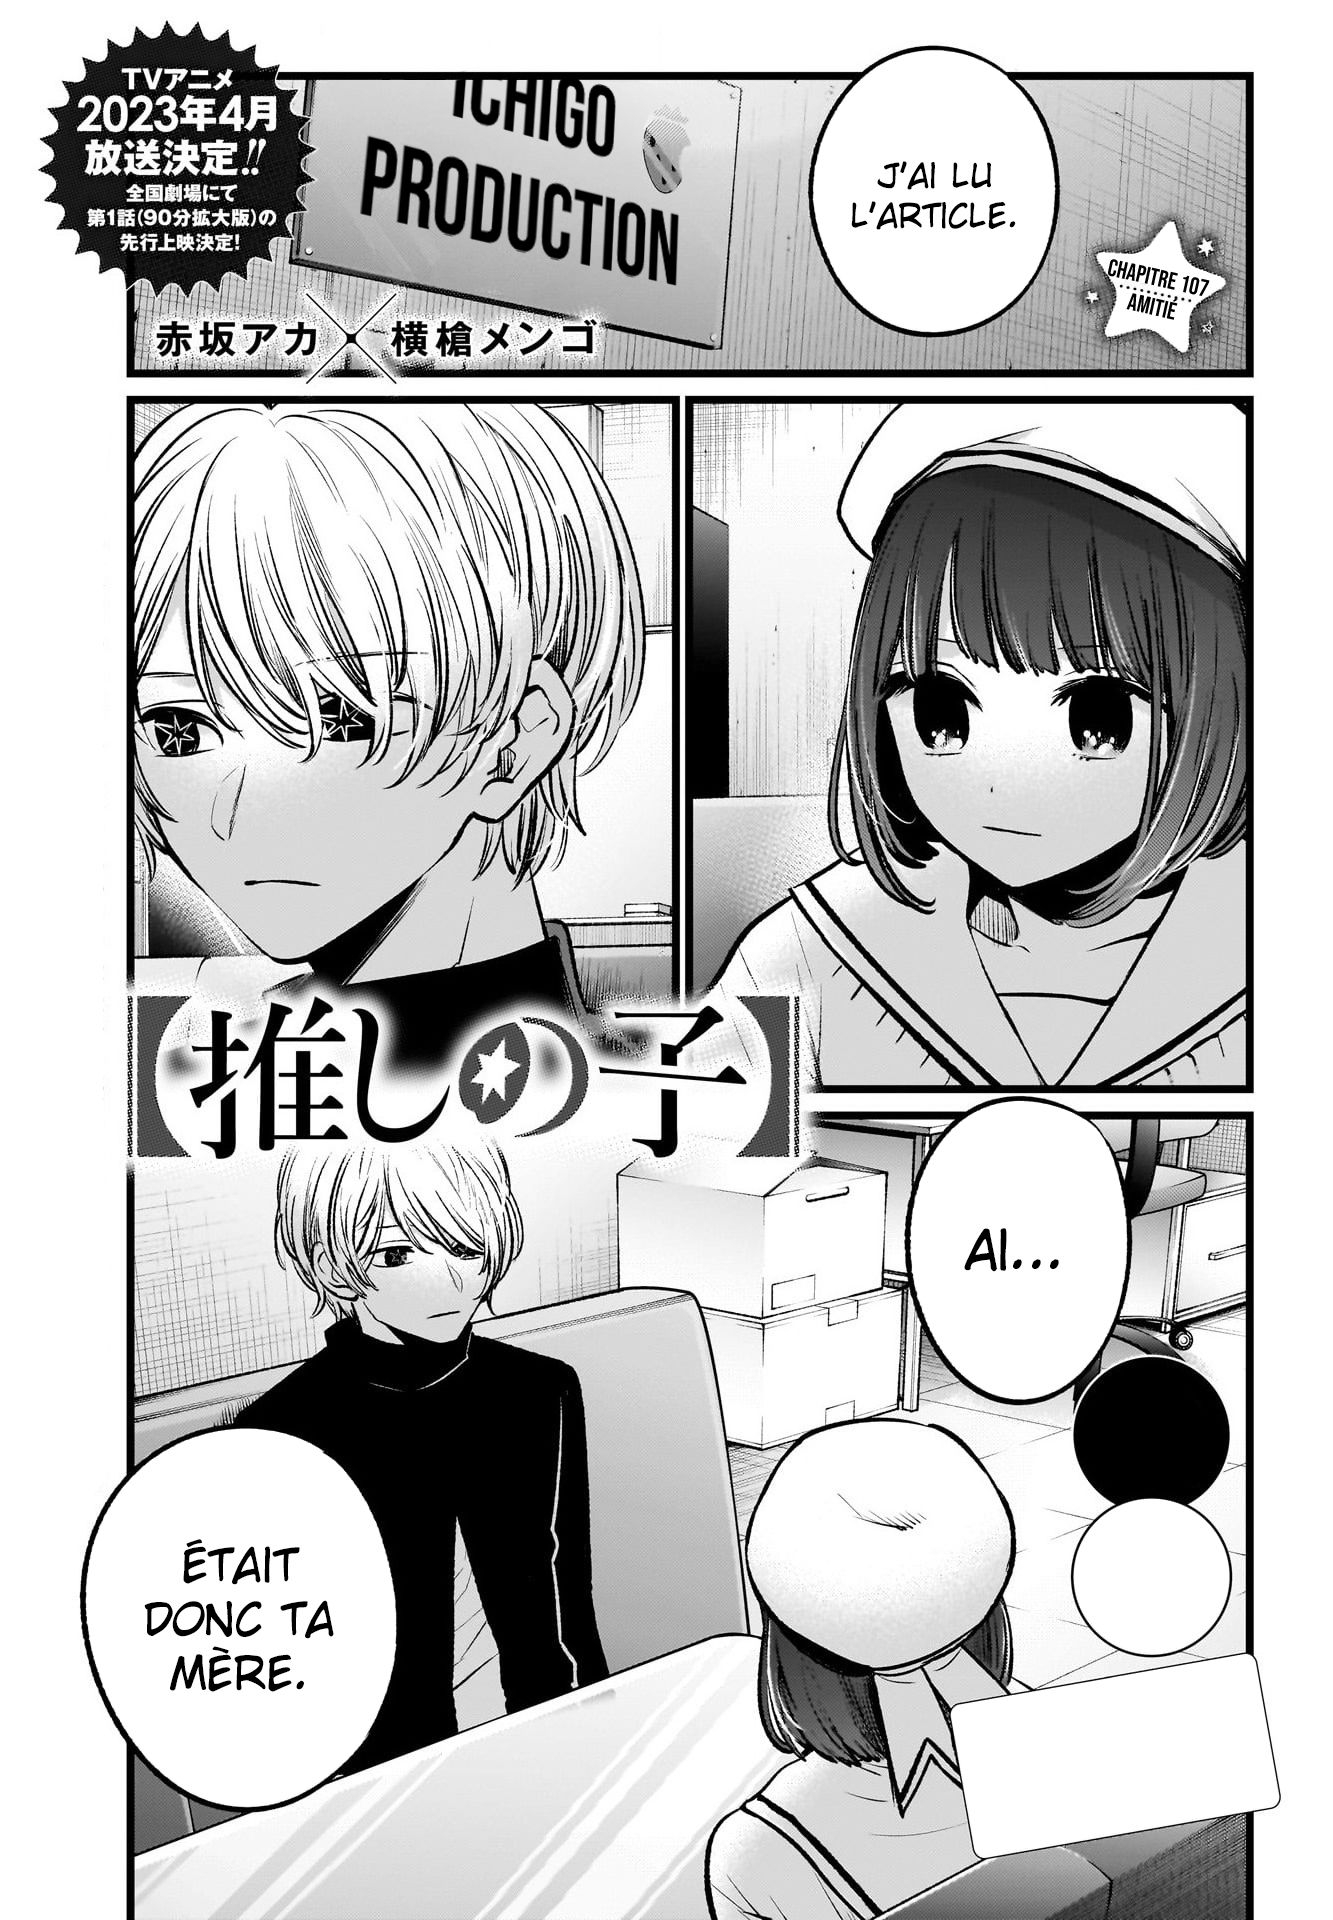 TVアニメ
2023年4月
放送決定!!
全国劇場にて
第1話(90分拡大版)の
先行上映決定!
ICHIGO
PRODUCTION
J'AI LU
L'ARTICLE.
CHAPITRE 107
AMITIÉ
赤坂アカ×横槍メンゴ
【推しの子】
AI...
ÉTAIT
DONC TA
MÈRE.